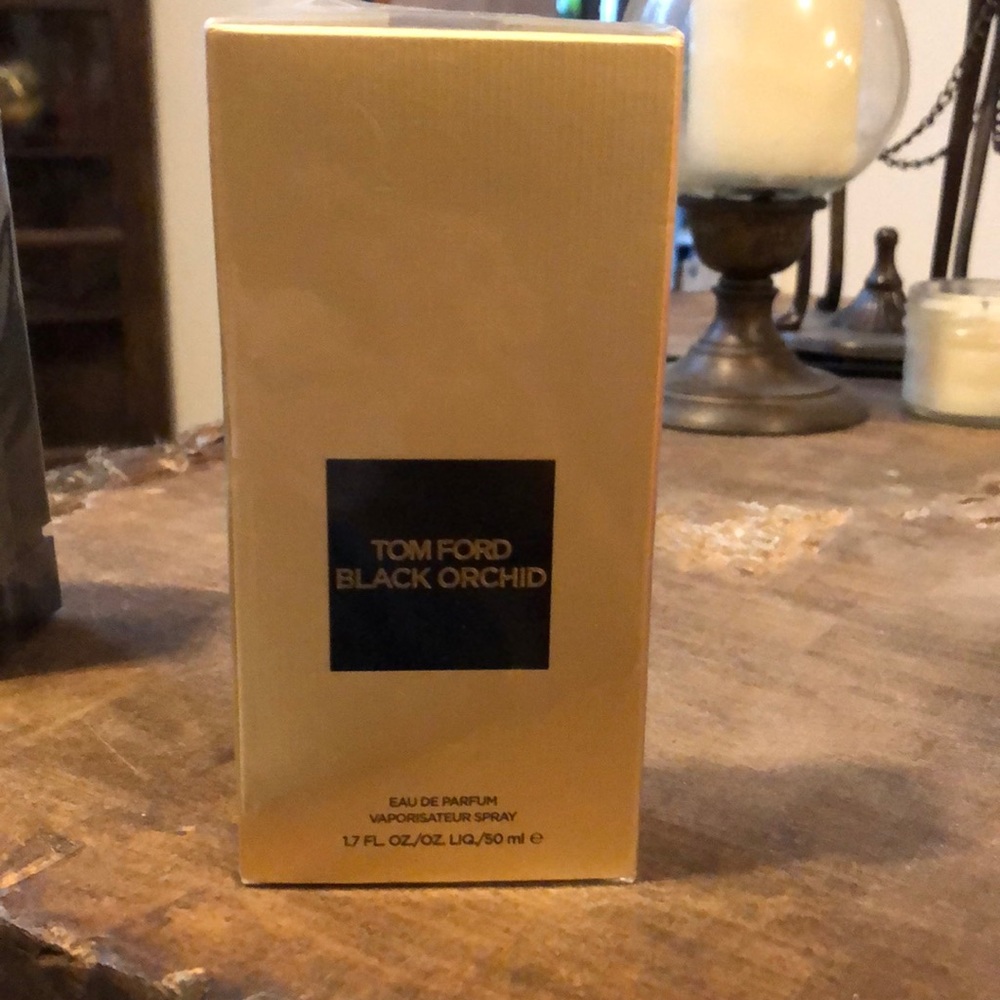 TOM FORD
BLACK ORCHID
EAU DE PARFUM
VAPORISATEUR SPRAY
1.7 FL. OZ./OZ. LIQ./50 ml ℮